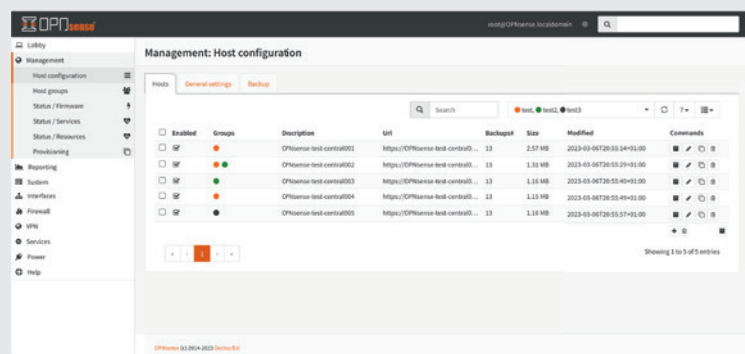 OPNsense
root@OPNsense.localdomain
Lobby
Management
Host configuration
Host groups
Status / Firmware
Status / Services
Status / Resources
Provisioning
Reporting
System
Interfaces
Firewall
VPN
Services
Power
Help
Management: Host configuration
Hosts General settings Backup
Search test, test2, test3 7
Enabled Groups Description Url Backups# Size Modified Commands
OPNsense-test-central001 https://OPNsense-test-central0... 13 2.57 MB 2023-03-06T20:55:14+01:00
OPNsense-test-central002 https://OPNsense-test-central0... 13 1.31 MB 2023-03-06T20:55:29+01:00
OPNsense-test-central003 https://OPNsense-test-central0... 13 1.16 MB 2023-03-06T20:55:40+01:00
OPNsense-test-central004 https://OPNsense-test-central0... 13 1.15 MB 2023-03-06T20:55:49+01:00
OPNsense-test-central005 https://OPNsense-test-central0... 13 1.16 MB 2023-03-06T20:55:57+01:00
« ‹ 1 › »
Showing 1 to 5 of 5 entries
OPNsense (c) 2014-2023 Deciso B.V.